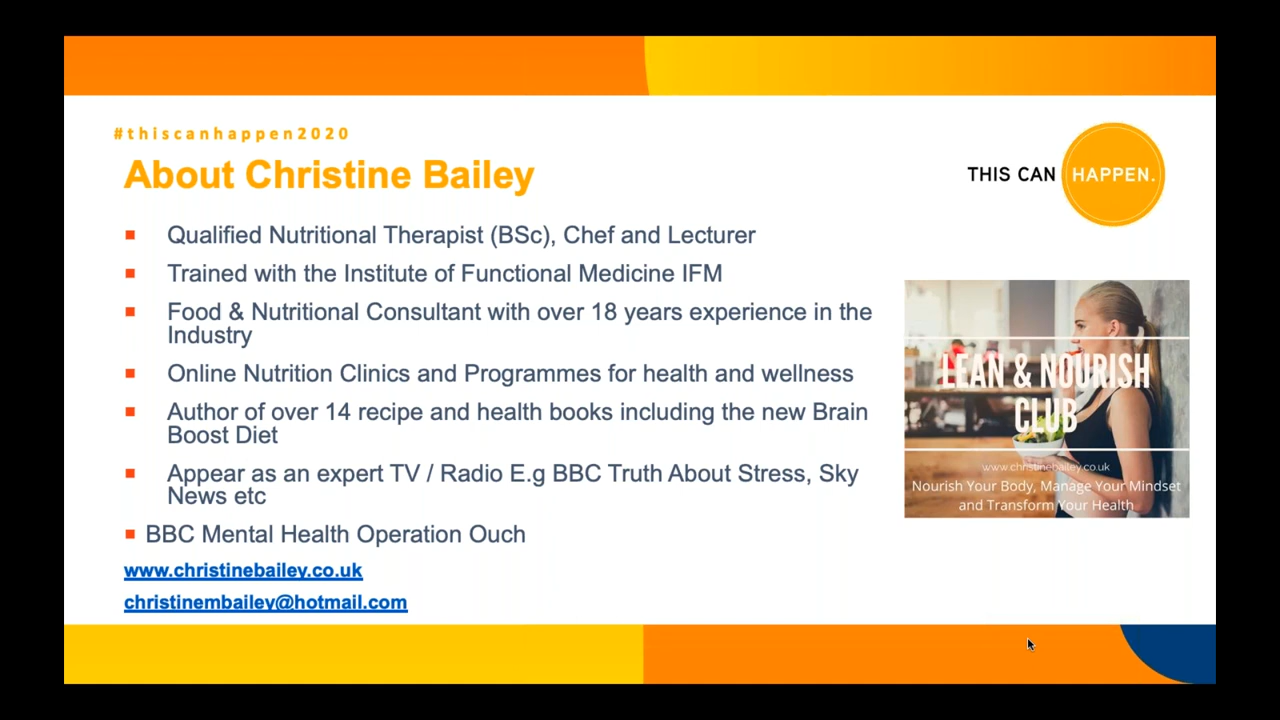 #thiscanhappen2020
About Christine Bailey
THIS CAN HAPPEN.
■ Qualified Nutritional Therapist (BSc), Chef and Lecturer
■ Trained with the Institute of Functional Medicine IFM
■ Food & Nutritional Consultant with over 18 years experience in the
Industry
■ Online Nutrition Clinics and Programmes for health and wellness
■ Author of over 14 recipe and health books including the new Brain
Boost Diet
■ Appear as an expert TV / Radio E.g BBC Truth About Stress, Sky
News etc
■ BBC Mental Health Operation Ouch
www.christinebailey.co.uk
christinembailey@hotmail.com
LEAN & NOURISH
CLUB
www.christinebailey.co.uk
Nourish Your Body, Manage Your Mindset
and Transform Your Health